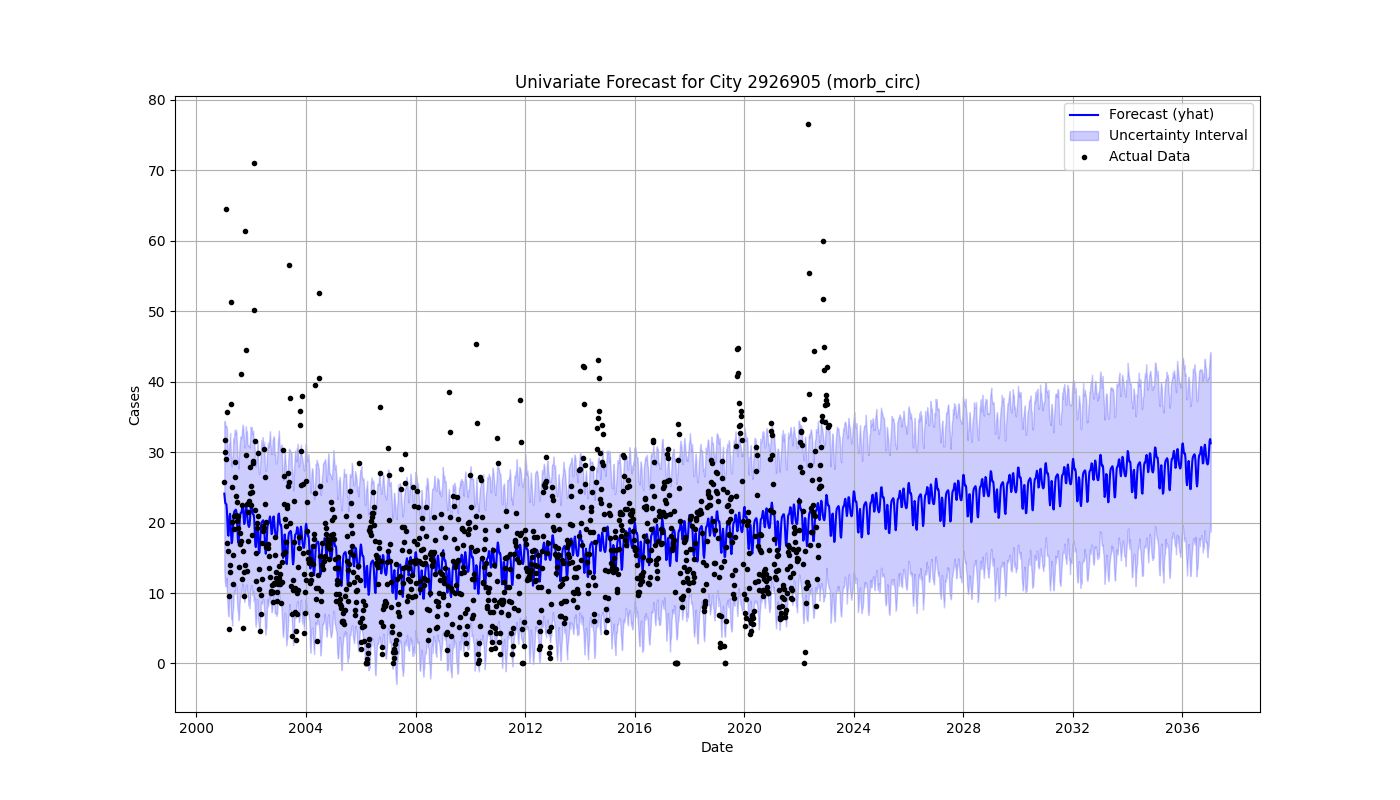 Univariate Forecast for City 2926905 (morb_circ)
Forecast (yhat)
Uncertainty Interval
Actual Data
Cases
80
70
60
50
40
30
20
10
0
2000 2004 2008 2012 2016 2020 2024 2028 2032 2036
Date